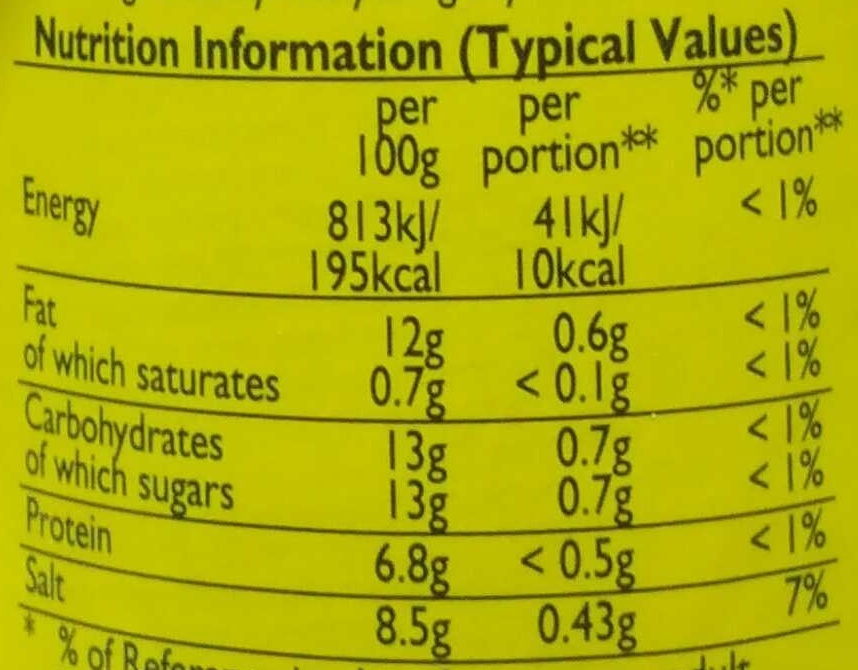 Nutrition Information (Typical Values)
per per %* per
100g portion** portion**
Energy 813kJ/ 41kJ/ < 1%
195kcal 10kcal
Fat 12g 0.6g < 1%
of which saturates 0.7g < 0.1g < 1%
Carbohydrates 13g 0.7g < 1%
of which sugars 13g 0.7g < 1%
Protein 6.8g < 0.5g < 1%
Salt 8.5g 0.43g 7%
* % of